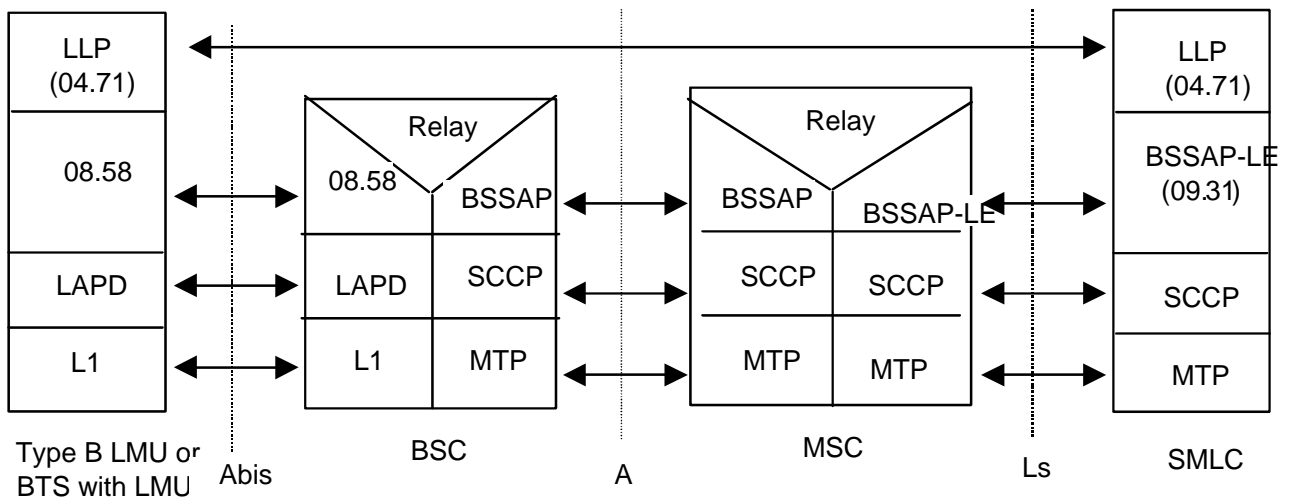 LLP
(04.71)
08.58
LAPD
L1
Type B LMU or
BTS with LMU
Abis
Relay
08.58
BSSAP
LAPD
SCCP
L1
MTP
BSC
A
Relay
BSSAP
BSSAP-LE
SCCP
SCCP
MTP
MTP
MSC
Ls
LLP
(04.71)
BSSAP-LE
(09.31)
SCCP
MTP
SMLC